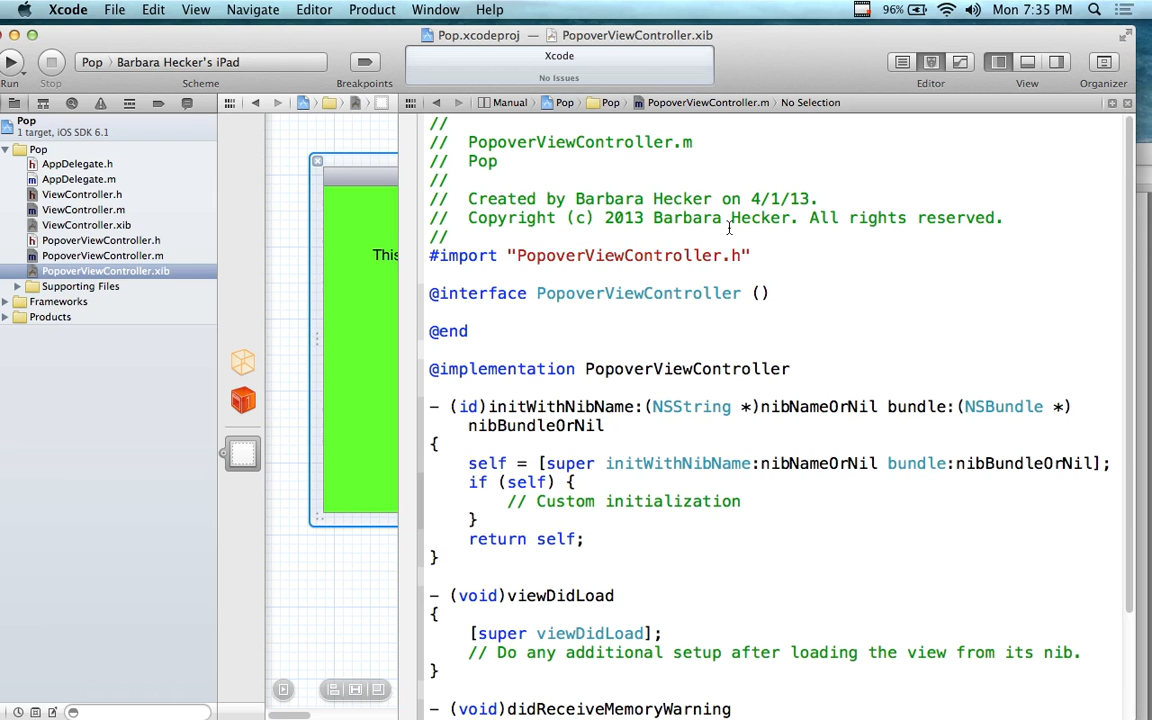 Xcode File Edit View Navigate Editor Product Window Help 96% Mon 7:35 PM
Pop.xcodeproj — PopoverViewController.xib
Pop Barbara Hecker's iPad
Xcode
No Issues
Run Stop Scheme Breakpoints Editor View Organizer
Manual Pop Pop PopoverViewController.m No Selection
Pop
1 target, iOS SDK 6.1
Pop
AppDelegate.h
AppDelegate.m
ViewController.h
ViewController.m
ViewController.xib
PopoverViewController.h
PopoverViewController.m
PopoverViewController.xib
Supporting Files
Frameworks
Products
This
//
// PopoverViewController.m
// Pop
//
// Created by Barbara Hecker on 4/1/13.
// Copyright (c) 2013 Barbara Hecker. All rights reserved.
//
#import "PopoverViewController.h"
@interface PopoverViewController ()
@end
@implementation PopoverViewController
- (id)initWithNibName:(NSString *)nibNameOrNil bundle:(NSBundle *)
nibBundleOrNil
{
self = [super initWithNibName:nibNameOrNil bundle:nibBundleOrNil];
if (self) {
// Custom initialization
}
return self;
}
- (void)viewDidLoad
{
[super viewDidLoad];
// Do any additional setup after loading the view from its nib.
}
- (void)didReceiveMemoryWarning